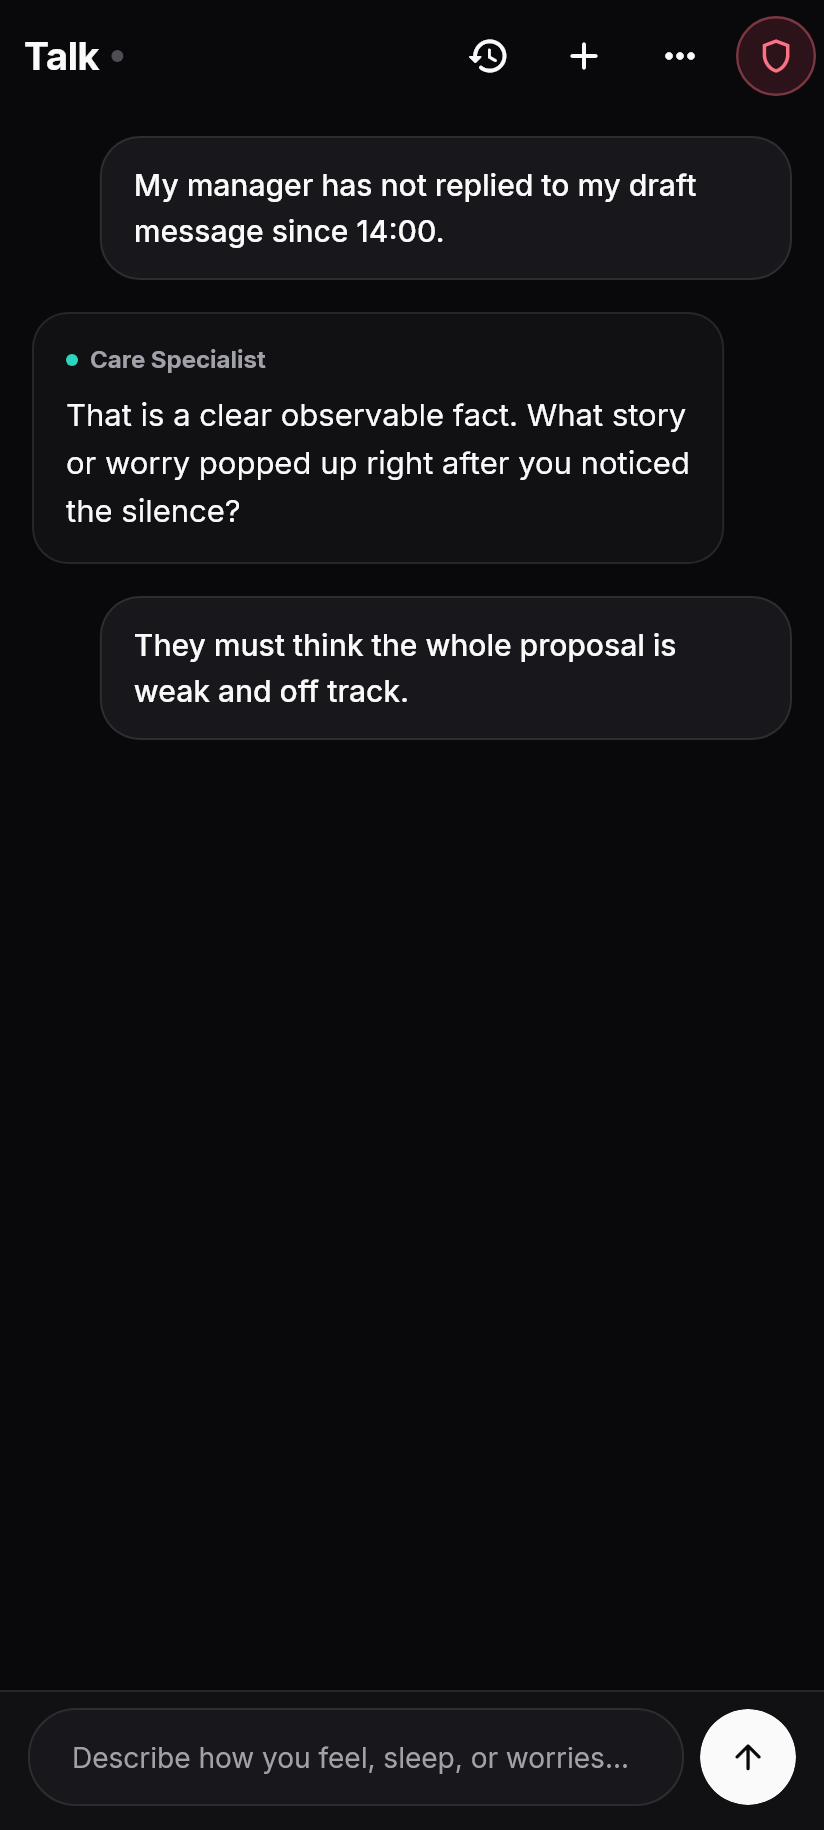 Talk
My manager has not replied to my draft
message since 14:00.
Care Specialist
That is a clear observable fact. What story
or worry popped up right after you noticed
the silence?
They must think the whole proposal is
weak and off track.
Describe how you feel, sleep, or worries...